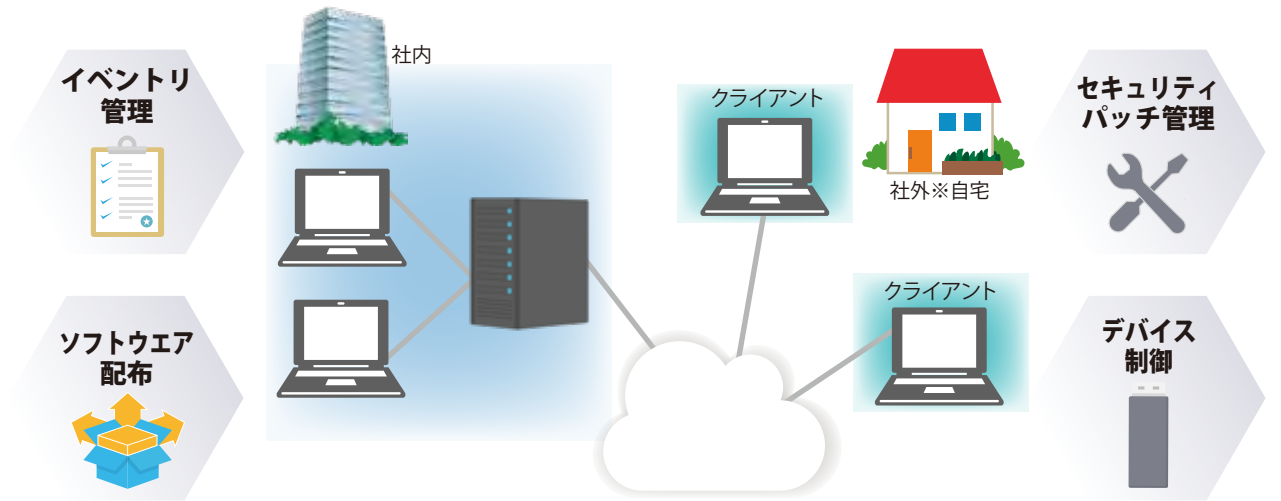 イベントリ
管理
社内
クライアント
社外※自宅
セキュリティ
パッチ管理
ソフトウエア
配布
クライアント
デバイス
制御